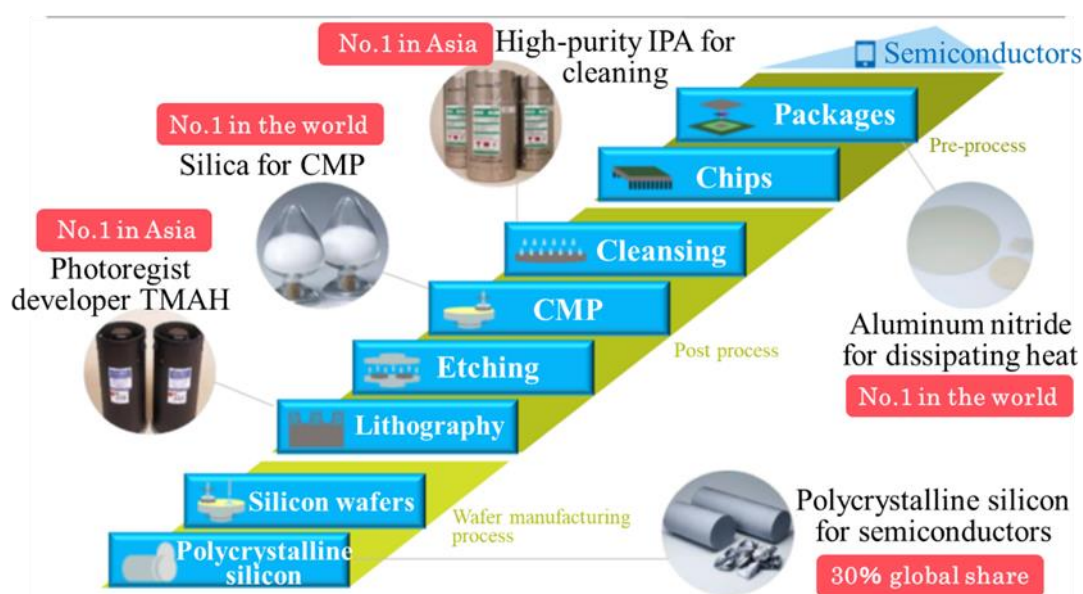 No.1 in Asia
High-purity IPA for
cleaning
Semiconductors
No.1 in the world
Silica for CMP
Packages
Pre-process
Chips
No.1 in Asia
Photoregist
developer TMAH
Cleansing
CMP
Post process
Etching
Lithography
Aluminum nitride
for dissipating heat
No.1 in the world
Silicon wafers
Wafer manufacturing
process
Polycrystalline
silicon
Polycrystalline silicon
for semiconductors
30% global share